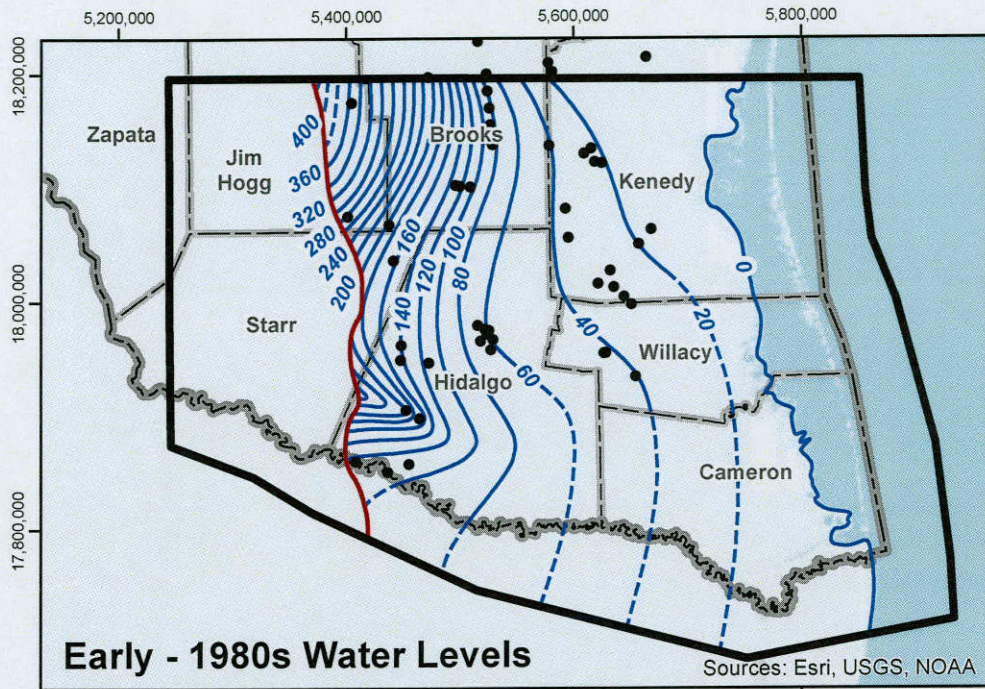 5,200,000
5,400,000
5,600,000
5,800,000
18,200,000
18,000,000
17,800,000
Zapata
Jim
Hogg
Brooks
Kenedy
Starr
Hidalgo
Willacy
Cameron
400
360
320
280
240
200
160
140
120
100
80
60
40
20
0
Early - 1980s Water Levels
Sources: Esri, USGS, NOAA